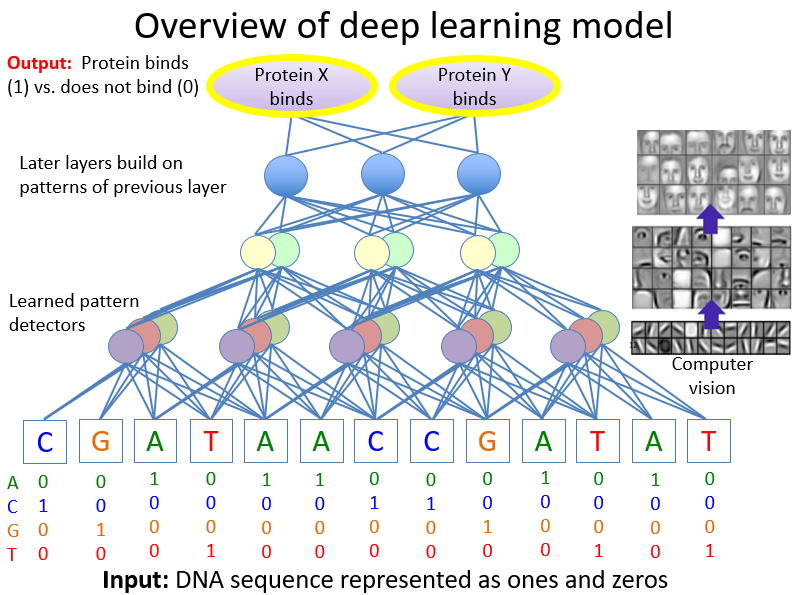 Overview of deep learning model
Output: Protein binds
(1) vs. does not bind (0)
Protein X
binds
Protein Y
binds
Later layers build on
patterns of previous layer
Learned pattern
detectors
Computer
vision
C G A T A A C C G A T A T
A 0 0 1 0 1 1 0 0 0 1 0 1 0
C 1 0 0 0 0 0 1 1 0 0 0 0 0
G 0 1 0 0 0 0 0 0 1 0 0 0 0
T 0 0 0 1 0 0 0 0 0 0 1 0 1
Input: DNA sequence represented as ones and zeros